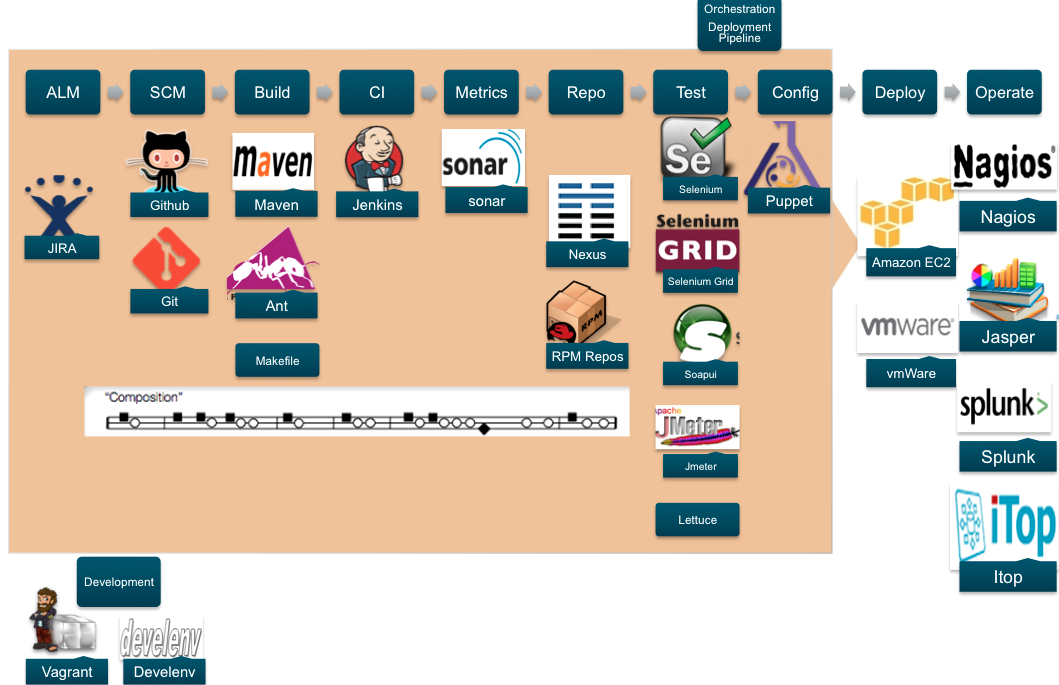 Orchestration
Deployment
Pipeline
ALM
SCM
Build
CI
Metrics
Repo
Test
Config
Deploy
Operate
JIRA
Github
Git
maven
Maven
Ant
Makefile
Jenkins
sonar
sonar
Nexus
RPM
RPM Repos
Se
Selenium
Selenium
GRID
Selenium Grid
S
Soapui
Apache
JMeter
Jmeter
Lettuce
Puppet
Amazon EC2
vmware
vmWare
Nagios®
Nagios
Jasper
splunk>
Splunk
iTop
Itop
"Composition"
Development
Vagrant
develenv
Develenv